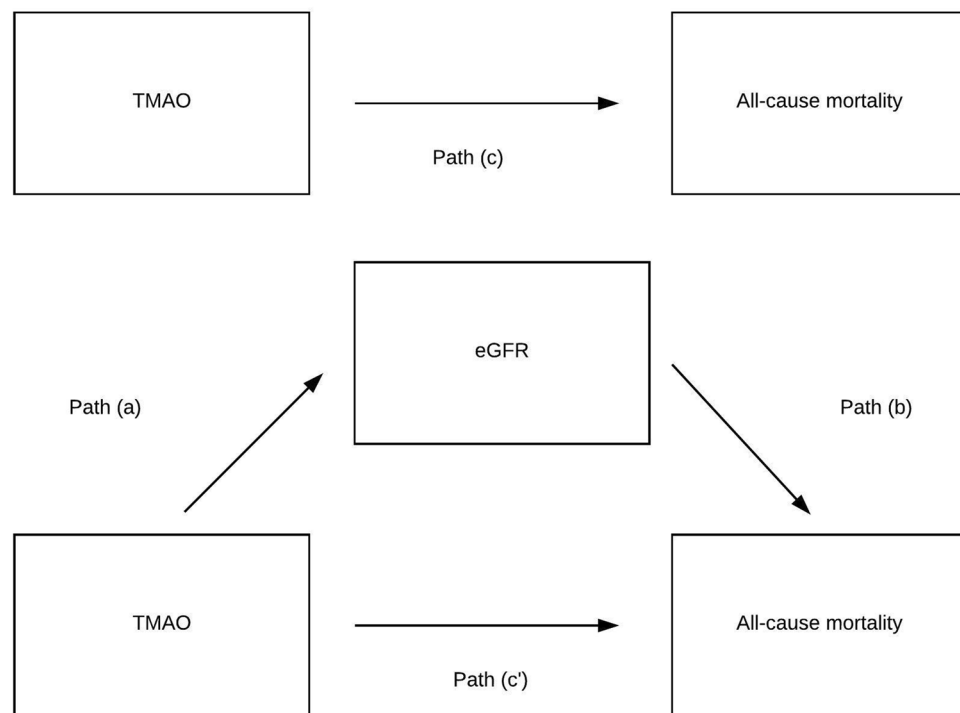 TMAO
All-cause mortality
Path (c)
eGFR
Path (a)
Path (b)
TMAO
All-cause mortality
Path (c')